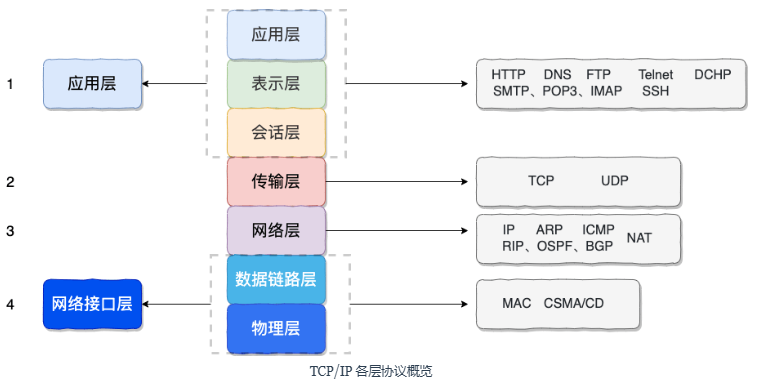 应用层
1 应用层 表示层 HTTP DNS FTP Telnet DCHP
SMTP、POP3、IMAP SSH
会话层
2 传输层 TCP UDP
3 网络层 IP ARP ICMP NAT
RIP、OSPF、BGP
数据链路层
4 网络接口层 MAC CSMA/CD
物理层
TCP/IP 各层协议概览